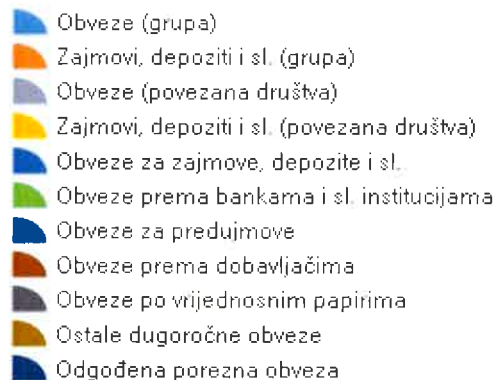 Obveze (grupa)
Zajmovi, depoziti i sl. (grupa)
Obveze (povezana društva)
Zajmovi, depoziti i sl. (povezana društva)
Obveze za zajmove, depozite i sl.
Obveze prema bankama i sl. institucijama
Obveze za predujmove
Obveze prema dobavljačima
Obveze po vrijednosnim papirima
Ostale dugoročne obveze
Odgođena porezna obveza